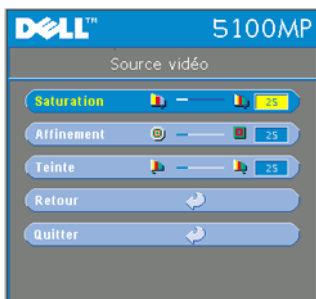 DELL™ 5100MP
Source vidéo
Saturation 25
Affinement 25
Teinte 25
Retour
Quitter